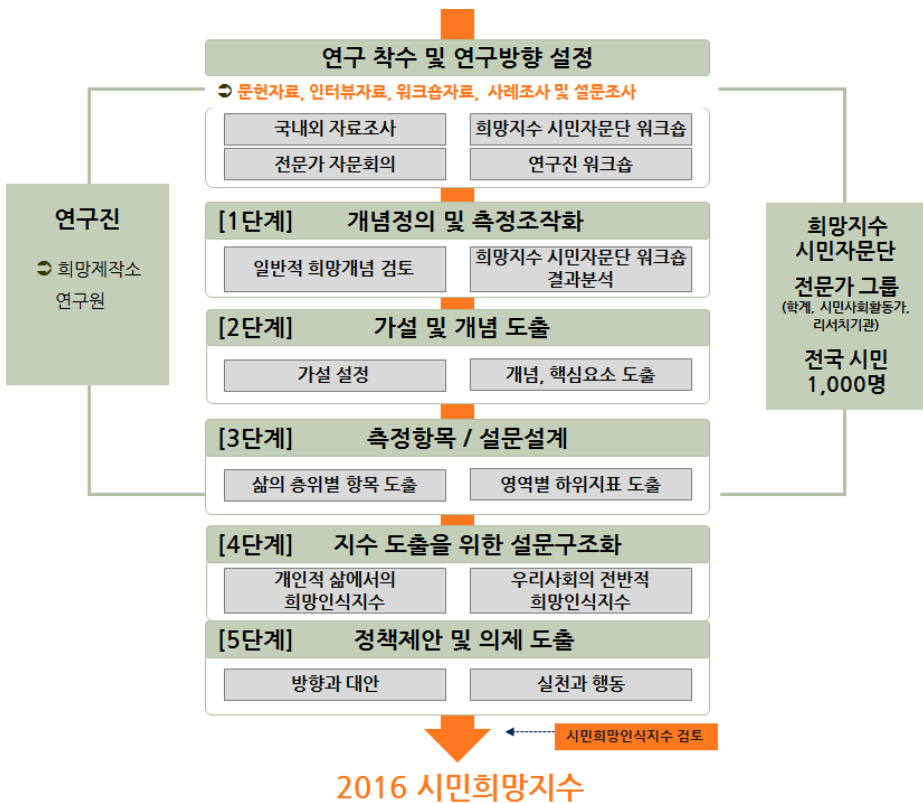 연구 착수 및 연구방향 설정
➲ 문헌자료, 인터뷰자료, 워크숍자료, 사례조사 및 설문조사
국내외 자료조사
희망지수 시민자문단 워크숍
전문가 자문회의
연구진 워크숍
연구진
➲ 희망제작소
연구원
[1단계] 개념정의 및 측정조작화
일반적 희망개념 검토
희망지수 시민자문단 워크숍
결과분석
[2단계] 가설 및 개념 도출
가설 설정
개념, 핵심요소 도출
[3단계] 측정항목 / 설문설계
삶의 층위별 항목 도출
영역별 하위지표 도출
희망지수
시민자문단
전문가 그룹
(학계, 시민사회활동가,
리서치기관)
전국 시민
1,000명
[4단계] 지수 도출을 위한 설문구조화
개인적 삶에서의
희망인식지수
우리사회의 전반적
희망인식지수
[5단계] 정책제안 및 의제 도출
방향과 대안
실천과 행동
시민희망인식지수 검토
2016 시민희망지수